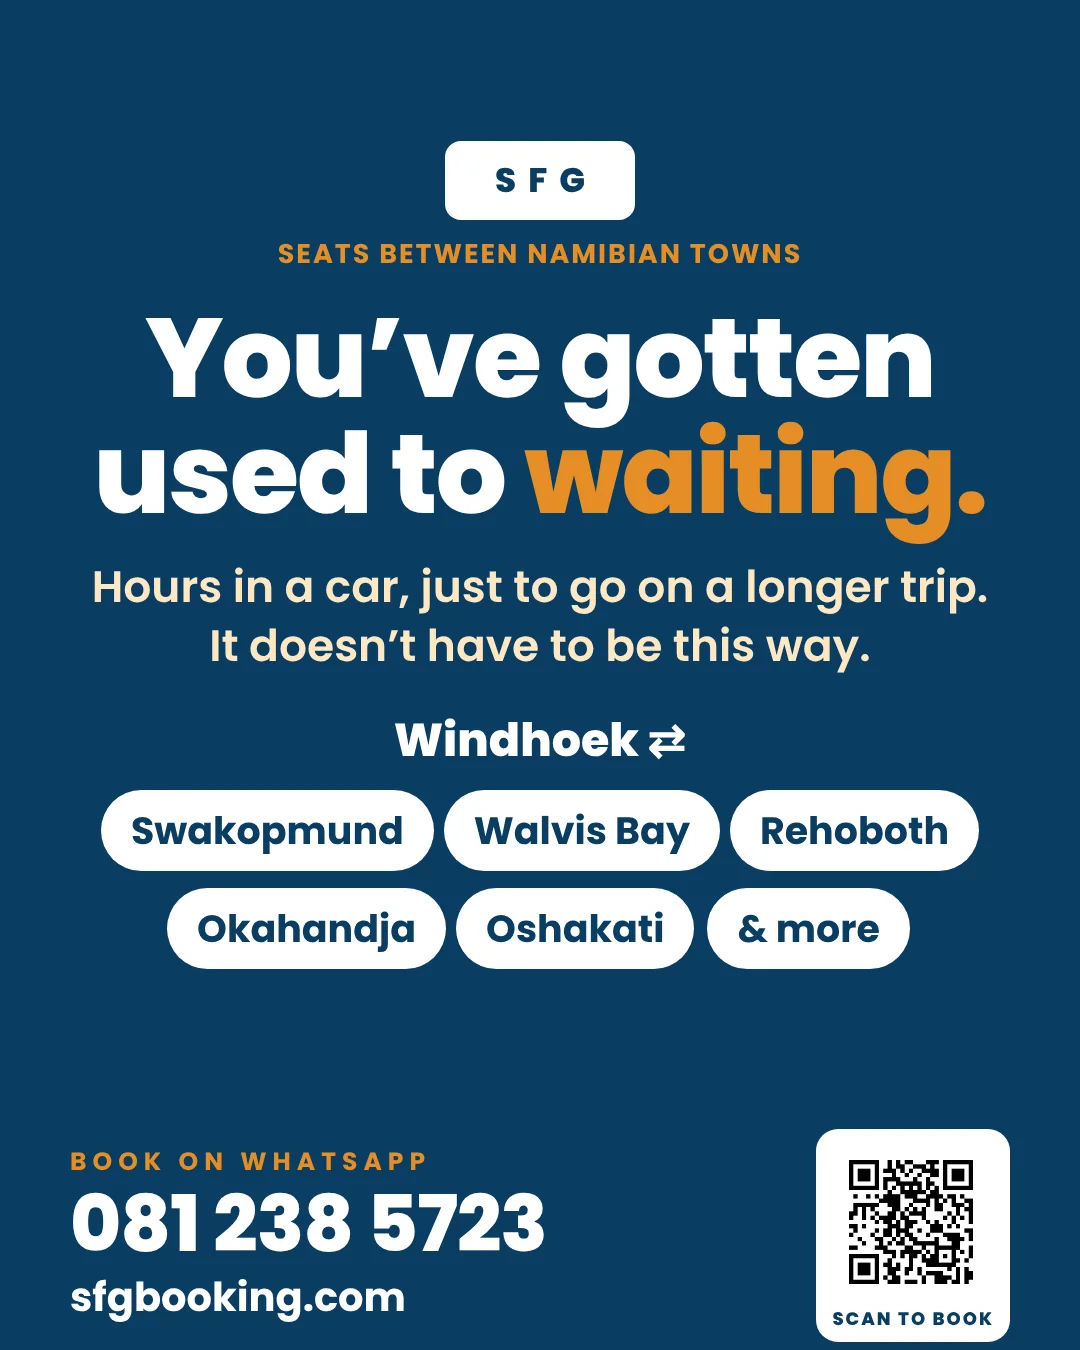 SFG
SEATS BETWEEN NAMIBIAN TOWNS
You’ve gotten
used to waiting.
Hours in a car, just to go on a longer trip.
It doesn’t have to be this way.
Windhoek ⇄
Swakopmund Walvis Bay Rehoboth
Okahandja Oshakati & more
BOOK ON WHATSAPP
081 238 5723
sfgbooking.com
SCAN TO BOOK